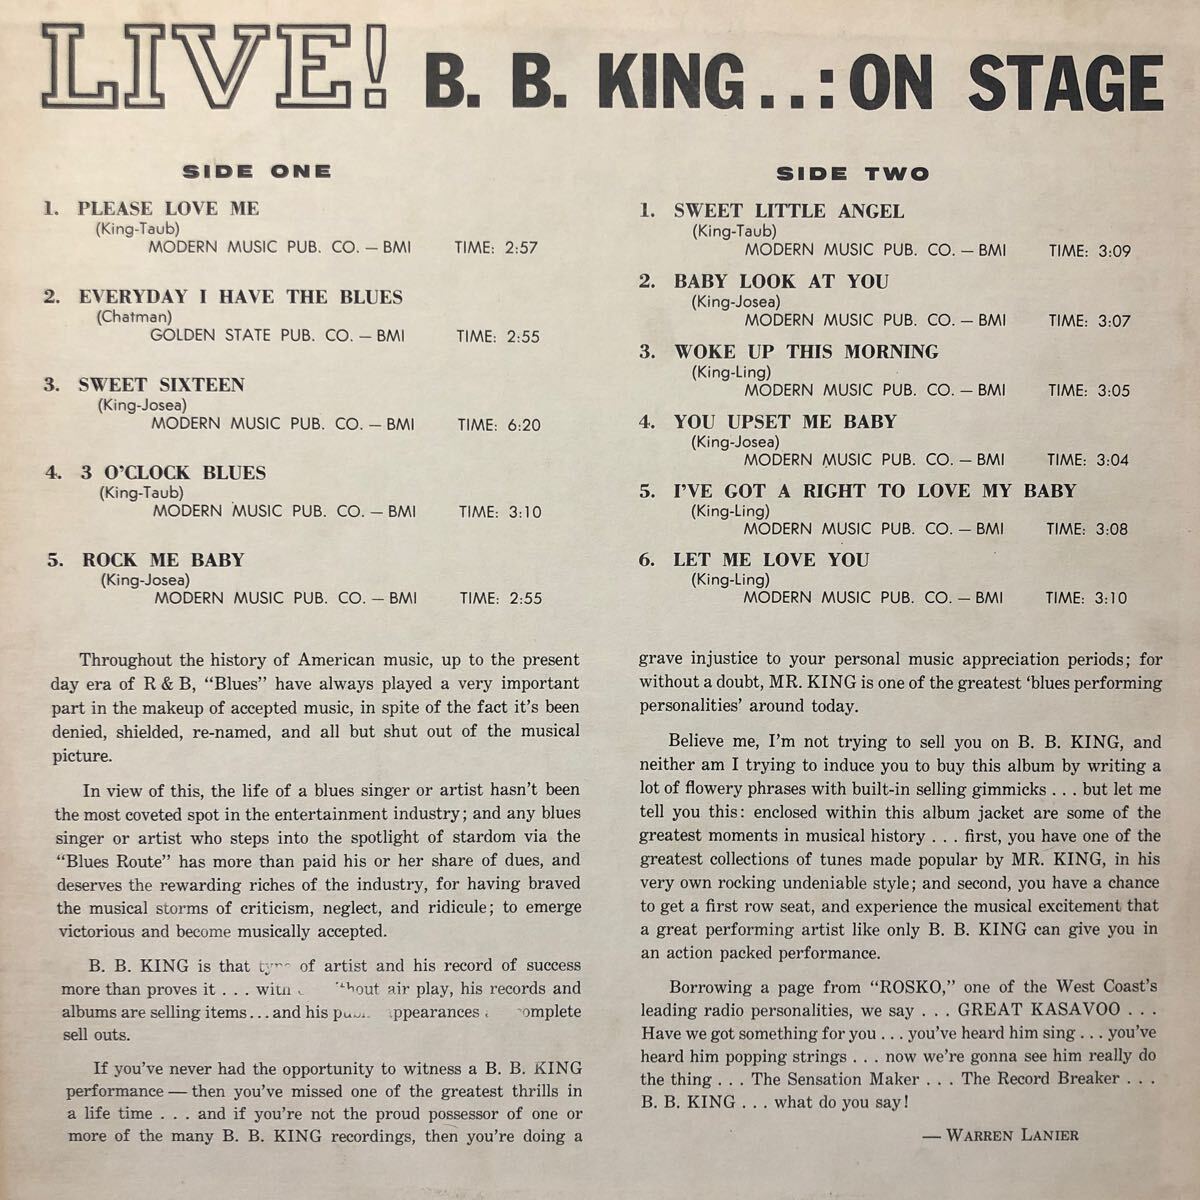 LIVE! B. B. KING..:ON STAGE
SIDE ONE
1. PLEASE LOVE ME
(King-Taub)
MODERN MUSIC PUB. CO. — BMI TIME: 2:57
2. EVERYDAY I HAVE THE BLUES
(Chatman)
GOLDEN STATE PUB. CO. — BMI TIME: 2:55
3. SWEET SIXTEEN
(King-Josea)
MODERN MUSIC PUB. CO. — BMI TIME: 6:20
4. 3 O'CLOCK BLUES
(King-Taub)
MODERN MUSIC PUB. CO. — BMI TIME: 3:10
5. ROCK ME BABY
(King-Josea)
MODERN MUSIC PUB. CO. — BMI TIME: 2:55
SIDE TWO
1. SWEET LITTLE ANGEL
(King-Taub)
MODERN MUSIC PUB. CO. — BMI TIME: 3:09
2. BABY LOOK AT YOU
(King-Josea)
MODERN MUSIC PUB. CO. — BMI TIME: 3:07
3. WOKE UP THIS MORNING
(King-Ling)
MODERN MUSIC PUB. CO. — BMI TIME: 3:05
4. YOU UPSET ME BABY
(King-Josea)
MODERN MUSIC PUB. CO. — BMI TIME: 3:04
5. I'VE GOT A RIGHT TO LOVE MY BABY
(King-Ling)
MODERN MUSIC PUB. CO. — BMI TIME: 3:08
6. LET ME LOVE YOU
(King-Ling)
MODERN MUSIC PUB. CO. — BMI TIME: 3:10
Throughout the history of American music, up to the present
day era of R & B, "Blues" have always played a very important
part in the makeup of accepted music, in spite of the fact it's been
denied, shielded, re-named, and all but shut out of the musical
picture.
In view of this, the life of a blues singer or artist hasn't been
the most coveted spot in the entertainment industry; and any blues
singer or artist who steps into the spotlight of stardom via the
"Blues Route" has more than paid his or her share of dues, and
deserves the rewarding riches of the industry, for having braved
the musical storms of criticism, neglect, and ridicule; to emerge
victorious and become musically accepted.
B. B. KING is that of artist and his record of success
more than proves it . . . with air play, his records and
albums are selling items...and his
sell outs.
If you've never had the opportunity to witness a B. B. KING
performance — then you've missed one of the greatest thrills in
a life time . . . and if you're not the proud possessor of one or
more of the many B. B. KING recordings, then you're doing a
grave injustice to your personal music appreciation periods; for
without a doubt, MR. KING is one of the greatest 'blues performing
personalities' around today.
Believe me, I'm not trying to sell you on B. B. KING, and
neither am I trying to induce you to buy this album by writing a
lot of flowery phrases with built-in selling gimmicks . . . but let me
tell you this: enclosed within this album jacket are some of the
greatest moments in musical history . . . first, you have one of the
greatest collections of tunes made popular by MR. KING, in his
very own rocking undeniable style; and second, you have a chance
to get a first row seat, and experience the musical excitement that
a great performing artist like only B. B. KING can give you in
an action packed performance.
Borrowing a page from "ROSKO," one of the West Coast's
leading radio personalities, we say . . . GREAT KASAVOO . . .
Have we got something for you . . . you've heard him sing . . . you've
heard him popping strings . . . now we're gonna see him really do
the thing . . . The Sensation Maker . . . The Record Breaker . . .
B. B. KING . . . what do you say!
— WARREN LANIER